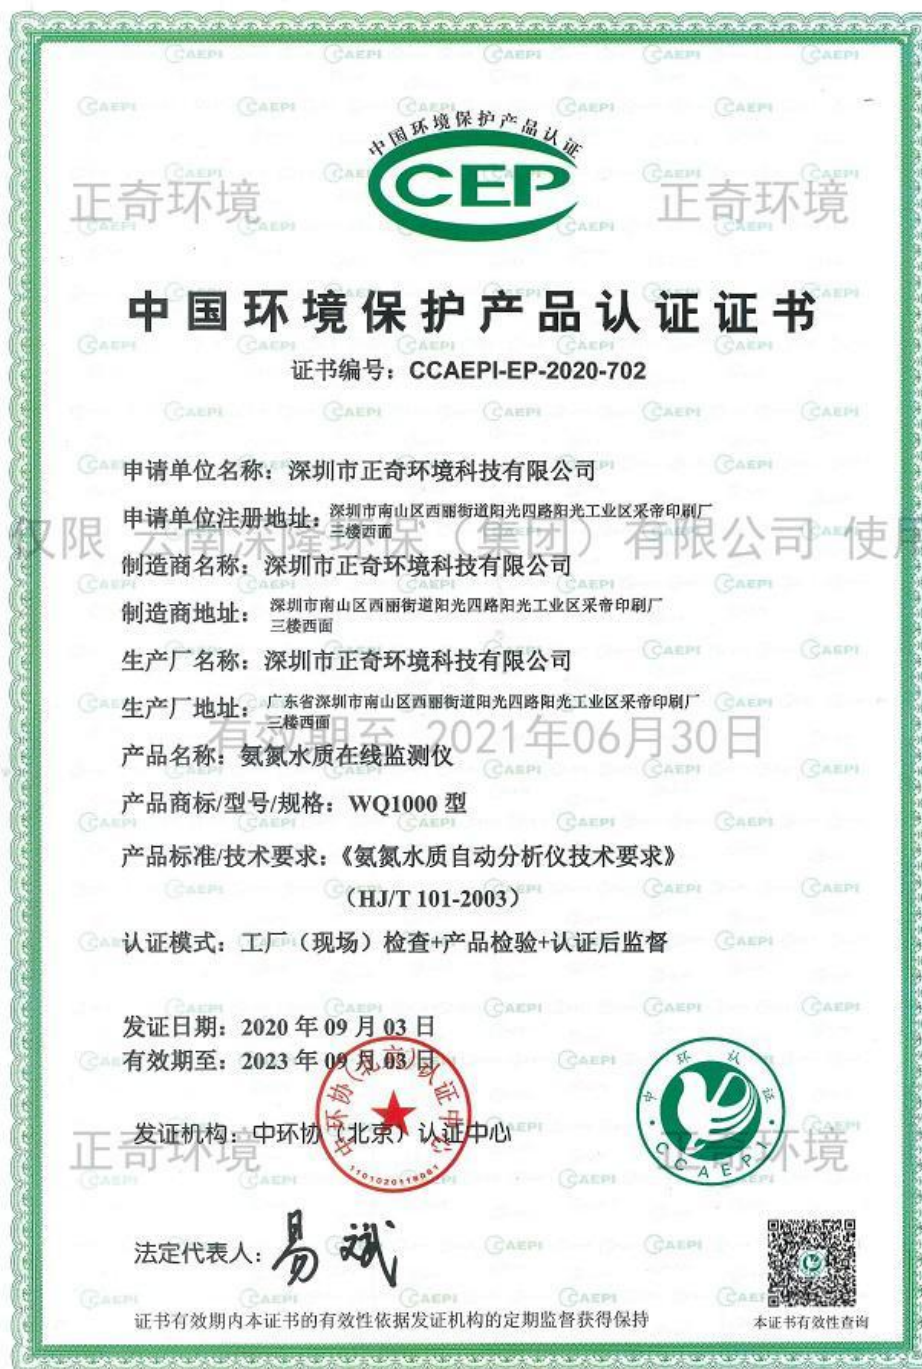 中国环境保护产品认证
CEP
正奇环境 正奇环境
中国环境保护产品认证证书
证书编号：CCAEPI-EP-2020-702
申请单位名称：深圳市正奇环境科技有限公司
申请单位注册地址：深圳市南山区西丽街道阳光四路阳光工业区采帝印刷厂
三楼西面
仅限 云南深隆环保（集团）有限公司 使用
制造商名称：深圳市正奇环境科技有限公司
制造商地址：深圳市南山区西丽街道阳光四路阳光工业区采帝印刷厂
三楼西面
生产厂名称：深圳市正奇环境科技有限公司
生产厂地址：广东省深圳市南山区西丽街道阳光四路阳光工业区采帝印刷厂
三楼西面
有效期至 2021年06月30日
产品名称：氨氮水质在线监测仪
产品商标/型号/规格：WQ1000 型
产品标准/技术要求：《氨氮水质自动分析仪技术要求》
（HJ/T 101-2003）
认证模式：工厂（现场）检查+产品检验+认证后监督
发证日期：2020 年 09 月 03 日
有效期至：2023 年 09 月 03 日
中环协(北京)认证中心
中环认证
CCAEPI
发证机构：中环协（北京）认证中心
正奇环境 正奇环境
法定代表人：易斌
证书有效期内本证书的有效性依据发证机构的定期监督获得保持
本证书有效性查询